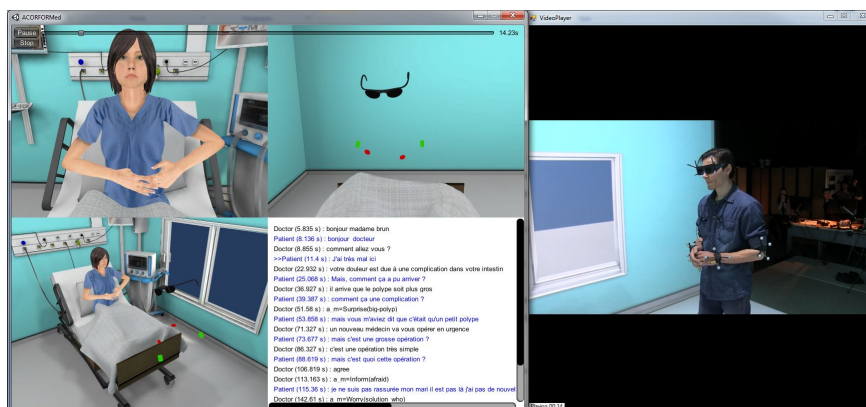 ACORFORMed
Pause
Stop
14.23s
Doctor (5.835 s) : bonjour madame brun
Patient (6.136 s) : bonjour docteur
Doctor (8.855 s) : comment allez vous ?
>>Patient (11.4 s) : J'ai très mal ici
Doctor (22.932 s) : votre douleur est due à une complication dans votre intestin
Patient (25.068 s) : Mais, comment ça a pu arriver ?
Doctor (36.927 s) : il arrive que le polype soit plus gros
Patient (39.387 s) : comment ça une complication ?
Doctor (51.58 s) : a_m=Surprise(big-polyp)
Patient (53.858 s) : mais vous m'aviez dit que c'était qu'un petit polype
Doctor (71.327 s) : un nouveau médecin va vous opérer en urgence
Patient (73.677 s) : mais c'est une grosse opération ?
Doctor (86.327 s) : c'est une opération très simple
Patient (88.619 s) : mais c'est quoi cette opération ?
Doctor (106.819 s) : agree
Doctor (113.163 s) : a_m=Inform(afraid)
Patient (115.36 s) : je ne suis pas rassurée mon mari il est pas là j'ai pas de nouvel
Doctor (142.61 s) : a_m=Worry(solution_who)
VideoPlayer
Playing 00:14